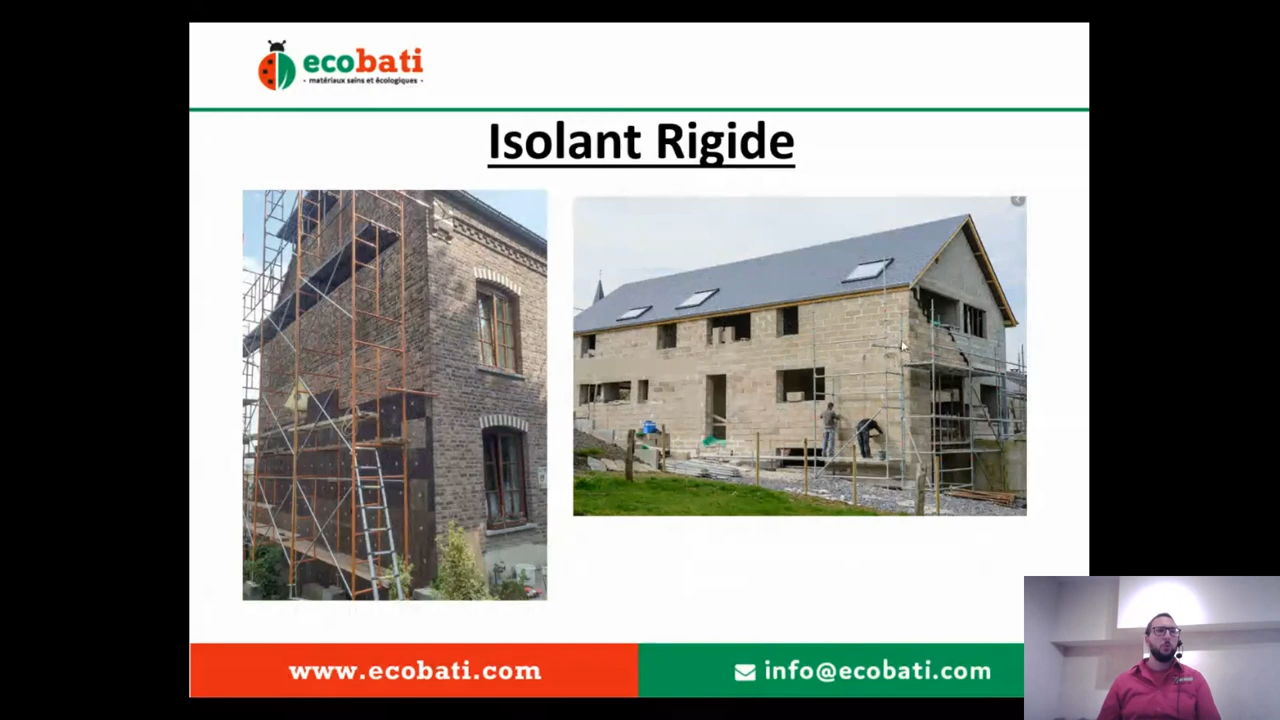 ecobati
• matériaux sains et écologiques •
Isolant Rigide
www.ecobati.com
info@ecobati.com